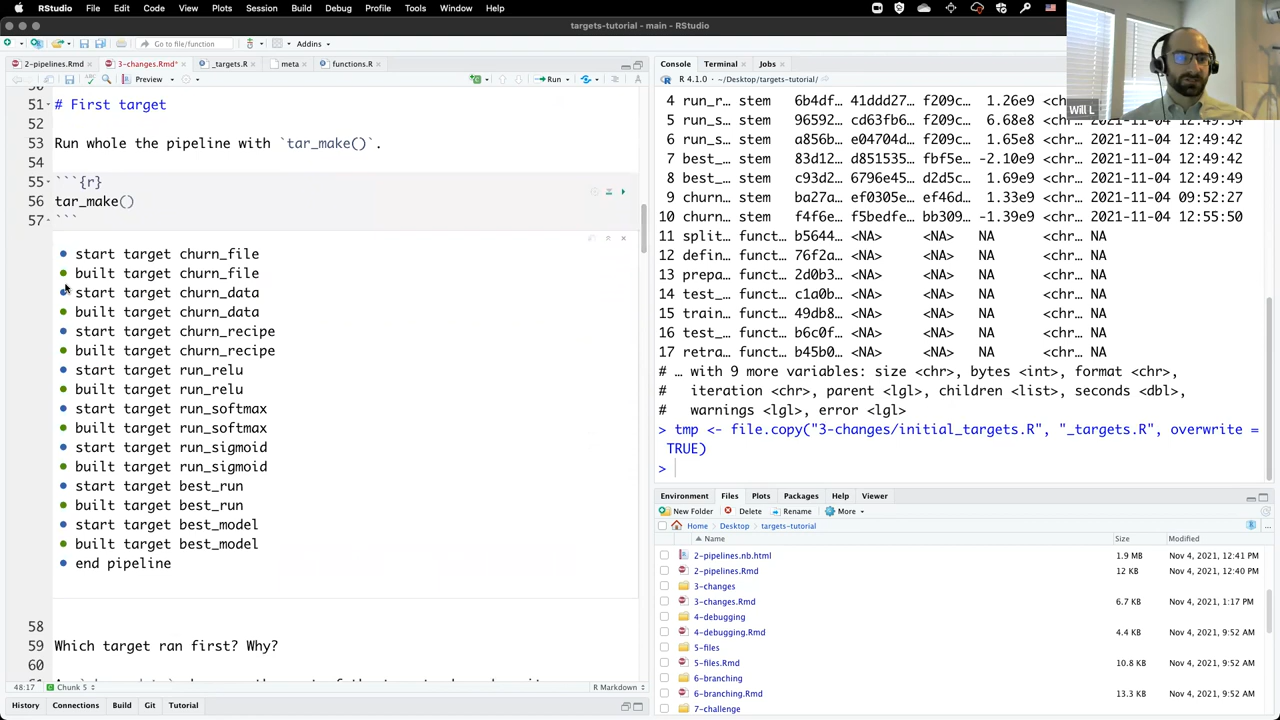 RStudio File Edit Code View Plots Session Build Debug Profile Tools Window Help
targets-tutorial - main - RStudio
Go to file/function Addins
2-pipelines.Rmd 3-changes.Rmd* _targets.R meta functions.R
Preview Run
51 # First target
52
53 Run whole the pipeline with `tar_make()`.
54
55 ```{r}
56 tar_make()
57 ```
start target churn_file
built target churn_file
start target churn_data
built target churn_data
start target churn_recipe
built target churn_recipe
start target run_relu
built target run_relu
start target run_softmax
built target run_softmax
start target run_sigmoid
built target run_sigmoid
start target best_run
built target best_run
start target best_model
built target best_model
end pipeline
58
59 Which target ran first? Why?
60
48:17 Chunk 5 R Markdown
History Connections Build Git Tutorial
Console Terminal Jobs
R 4.1.0 · ~/Desktop/targets-tutorial/
4 run_r… stem 6b4df… 41ddd27… f209c… 1.26e9 <chr…
5 run_s… stem 96592… cd63fb6… f209c… 6.68e8 <chr… 2021-11-04 12:49:34
6 run_s… stem a856b… e04704d… f209c… 1.65e8 <chr… 2021-11-04 12:49:42
7 best_… stem 83d12… d851535… fbf5e… -2.10e9 <chr… 2021-11-04 12:49:42
8 best_… stem c93d2… 6796e45… d2d5c… 1.69e9 <chr… 2021-11-04 12:49:50
9 churn… stem ba27a… ef0305e… ef46d… 1.33e9 <chr… 2021-11-04 09:52:27
10 churn… stem f4f6e… f5bedfe… bb309… -1.39e9 <chr… 2021-11-04 12:55:50
11 split… funct… b5644… <NA> <NA> NA <chr… NA
12 defin… funct… 76f2a… <NA> <NA> NA <chr… NA
13 prepa… funct… 2d0b3… <NA> <NA> NA <chr… NA
14 test_… funct… c1a0b… <NA> <NA> NA <chr… NA
15 train… funct… 49db8… <NA> <NA> NA <chr… NA
16 test_… funct… b6c0f… <NA> <NA> NA <chr… NA
17 retra… funct… b45b0… <NA> <NA> NA <chr… NA
# … with 9 more variables: size <chr>, bytes <int>, format <chr>,
# iteration <chr>, parent <lgl>, children <list>, seconds <dbl>,
# warnings <lgl>, error <lgl>
> tmp <- file.copy("3-changes/initial_targets.R", "_targets.R", overwrite =
TRUE)
>
Environment Files Plots Packages Help Viewer
New Folder Delete Rename More
Home Desktop targets-tutorial
Name Size Modified
2-pipelines.nb.html 1.9 MB Nov 4, 2021, 12:41 PM
2-pipelines.Rmd 12 KB Nov 4, 2021, 12:40 PM
3-changes
3-changes.Rmd 6.7 KB Nov 4, 2021, 1:17 PM
4-debugging
4-debugging.Rmd 4.4 KB Nov 4, 2021, 9:52 AM
5-files
5-files.Rmd 10.8 KB Nov 4, 2021, 9:52 AM
6-branching
6-branching.Rmd 13.3 KB Nov 4, 2021, 9:52 AM
7-challenge
Will L